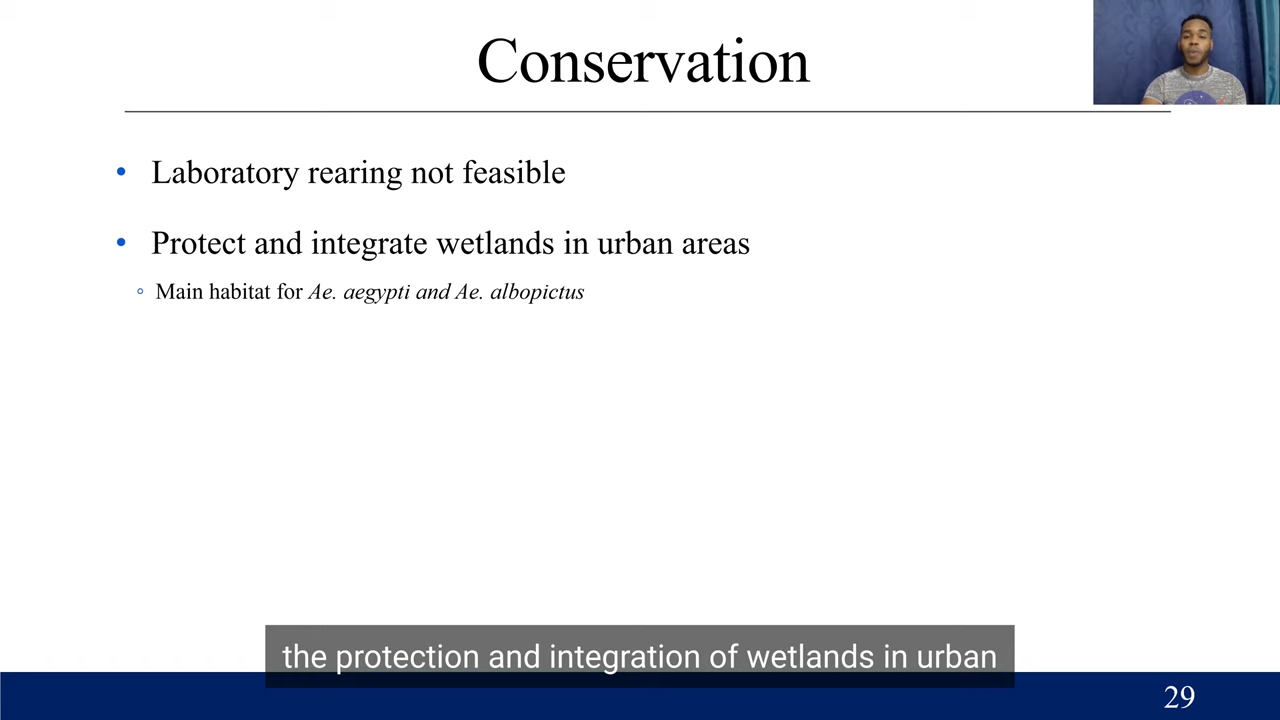 Conservation
• Laboratory rearing not feasible
• Protect and integrate wetlands in urban areas
◦ Main habitat for Ae. aegypti and Ae. albopictus
the protection and integration of wetlands in urban
29